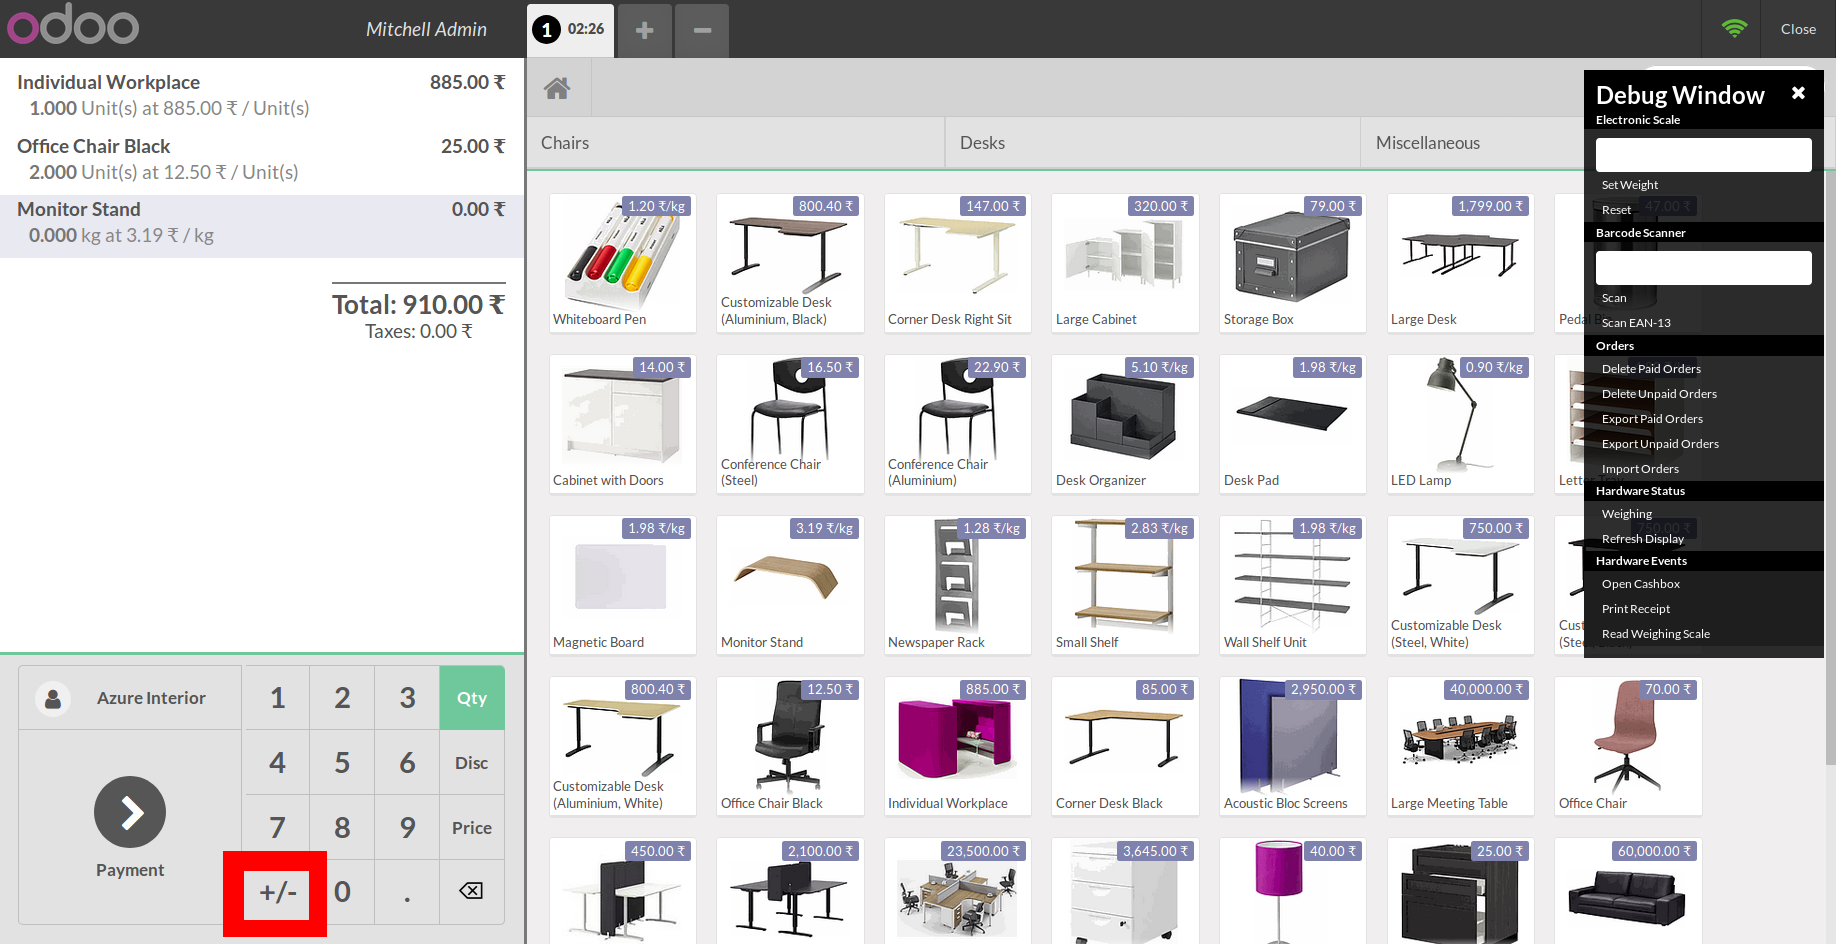 odoo
Mitchell Admin
1 02:26
Close
Individual Workplace 885.00 ₹
1.000 Unit(s) at 885.00 ₹ / Unit(s)
Office Chair Black 25.00 ₹
2.000 Unit(s) at 12.50 ₹ / Unit(s)
Monitor Stand 0.00 ₹
0.000 kg at 3.19 ₹ / kg
Total: 910.00 ₹
Taxes: 0.00 ₹
Azure Interior
Payment
1 2 3 Qty
4 5 6 Disc
7 8 9 Price
+/- 0 .
Chairs Desks Miscellaneous
1.20 ₹/kg
Whiteboard Pen
800.40 ₹
Customizable Desk
(Aluminium, Black)
147.00 ₹
Corner Desk Right Sit
320.00 ₹
Large Cabinet
79.00 ₹
Storage Box
1,799.00 ₹
Large Desk
47.00 ₹
Pedal Bin
14.00 ₹
Cabinet with Doors
16.50 ₹
Conference Chair
(Steel)
22.90 ₹
Conference Chair
(Aluminium)
5.10 ₹/kg
Desk Organizer
1.98 ₹/kg
Desk Pad
0.90 ₹/kg
LED Lamp
Letter Tray
1.98 ₹/kg
Magnetic Board
3.19 ₹/kg
Monitor Stand
1.28 ₹/kg
Newspaper Rack
2.83 ₹/kg
Small Shelf
1.98 ₹/kg
Wall Shelf Unit
750.00 ₹
Customizable Desk
(Steel, White)
750.00 ₹
800.40 ₹
Customizable Desk
(Aluminium, White)
12.50 ₹
Office Chair Black
885.00 ₹
Individual Workplace
85.00 ₹
Corner Desk Black
2,950.00 ₹
Acoustic Bloc Screens
40,000.00 ₹
Large Meeting Table
70.00 ₹
Office Chair
450.00 ₹
2,100.00 ₹
23,500.00 ₹
3,645.00 ₹
40.00 ₹
25.00 ₹
60,000.00 ₹
Debug Window
Electronic Scale
Set Weight
Reset
Barcode Scanner
Scan
Scan EAN-13
Orders
Delete Paid Orders
Delete Unpaid Orders
Export Paid Orders
Export Unpaid Orders
Import Orders
Hardware Status
Weighing
Refresh Display
Hardware Events
Open Cashbox
Print Receipt
Read Weighing Scale